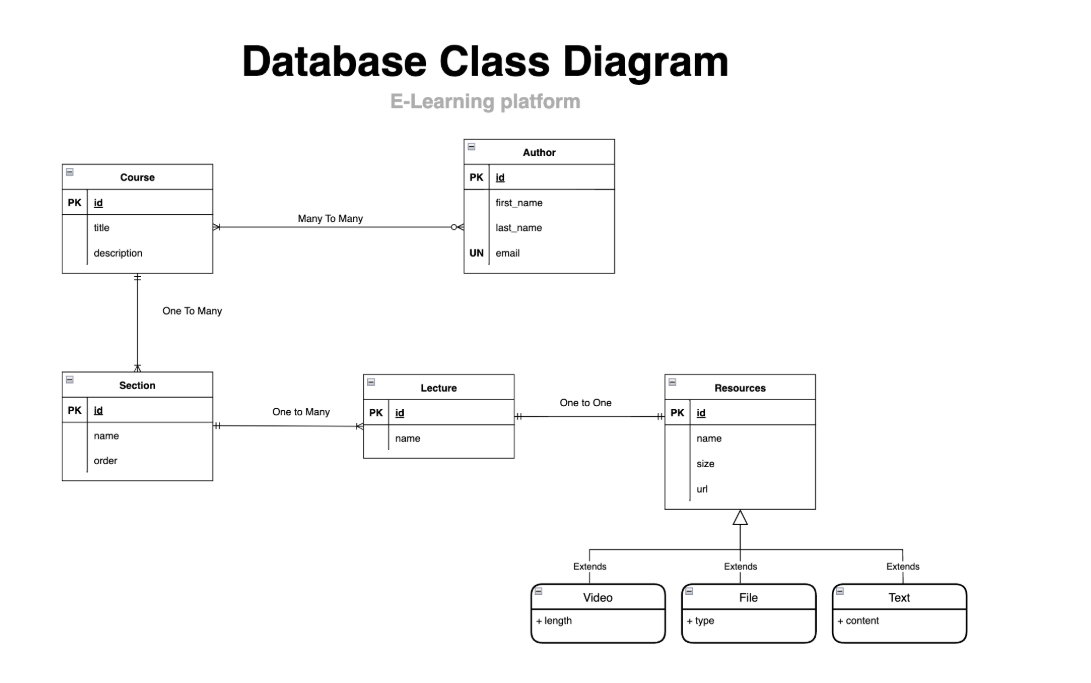 Database Class Diagram
E-Learning platform
Course
PK id
title
description
Many To Many
Author
PK id
first_name
last_name
UN email
One To Many
Section
PK id
name
order
One to Many
Lecture
PK id
name
One to One
Resources
PK id
name
size
url
Extends
Extends
Extends
Video
+ length
File
+ type
Text
+ content